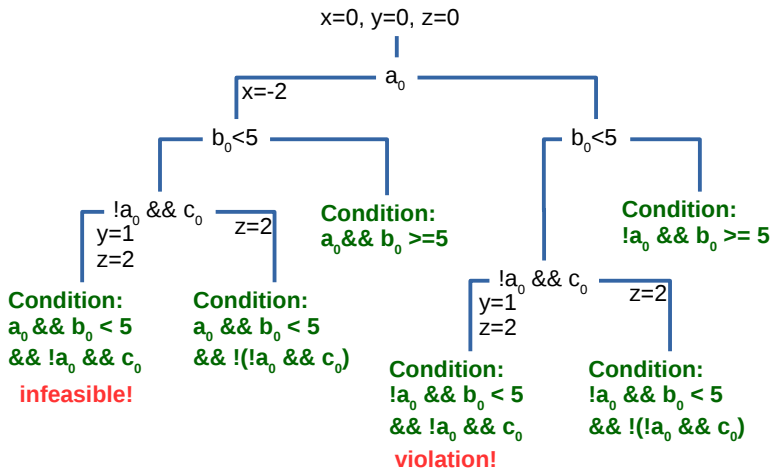 x=0, y=0, z=0
a₀
x=-2
b₀<5
b₀<5
!a₀ && c₀
y=1
z=2
z=2
Condition:
a₀&& b₀ >=5
Condition:
!a₀ && b₀ >= 5
!a₀ && c₀
y=1
z=2
z=2
Condition:
a₀ && b₀ < 5
&& !a₀ && c₀
infeasible!
Condition:
a₀ && b₀ < 5
&& !(!a₀ && c₀)
Condition:
!a₀ && b₀ < 5
&& !a₀ && c₀
violation!
Condition:
!a₀ && b₀ < 5
&& !(!a₀ && c₀)